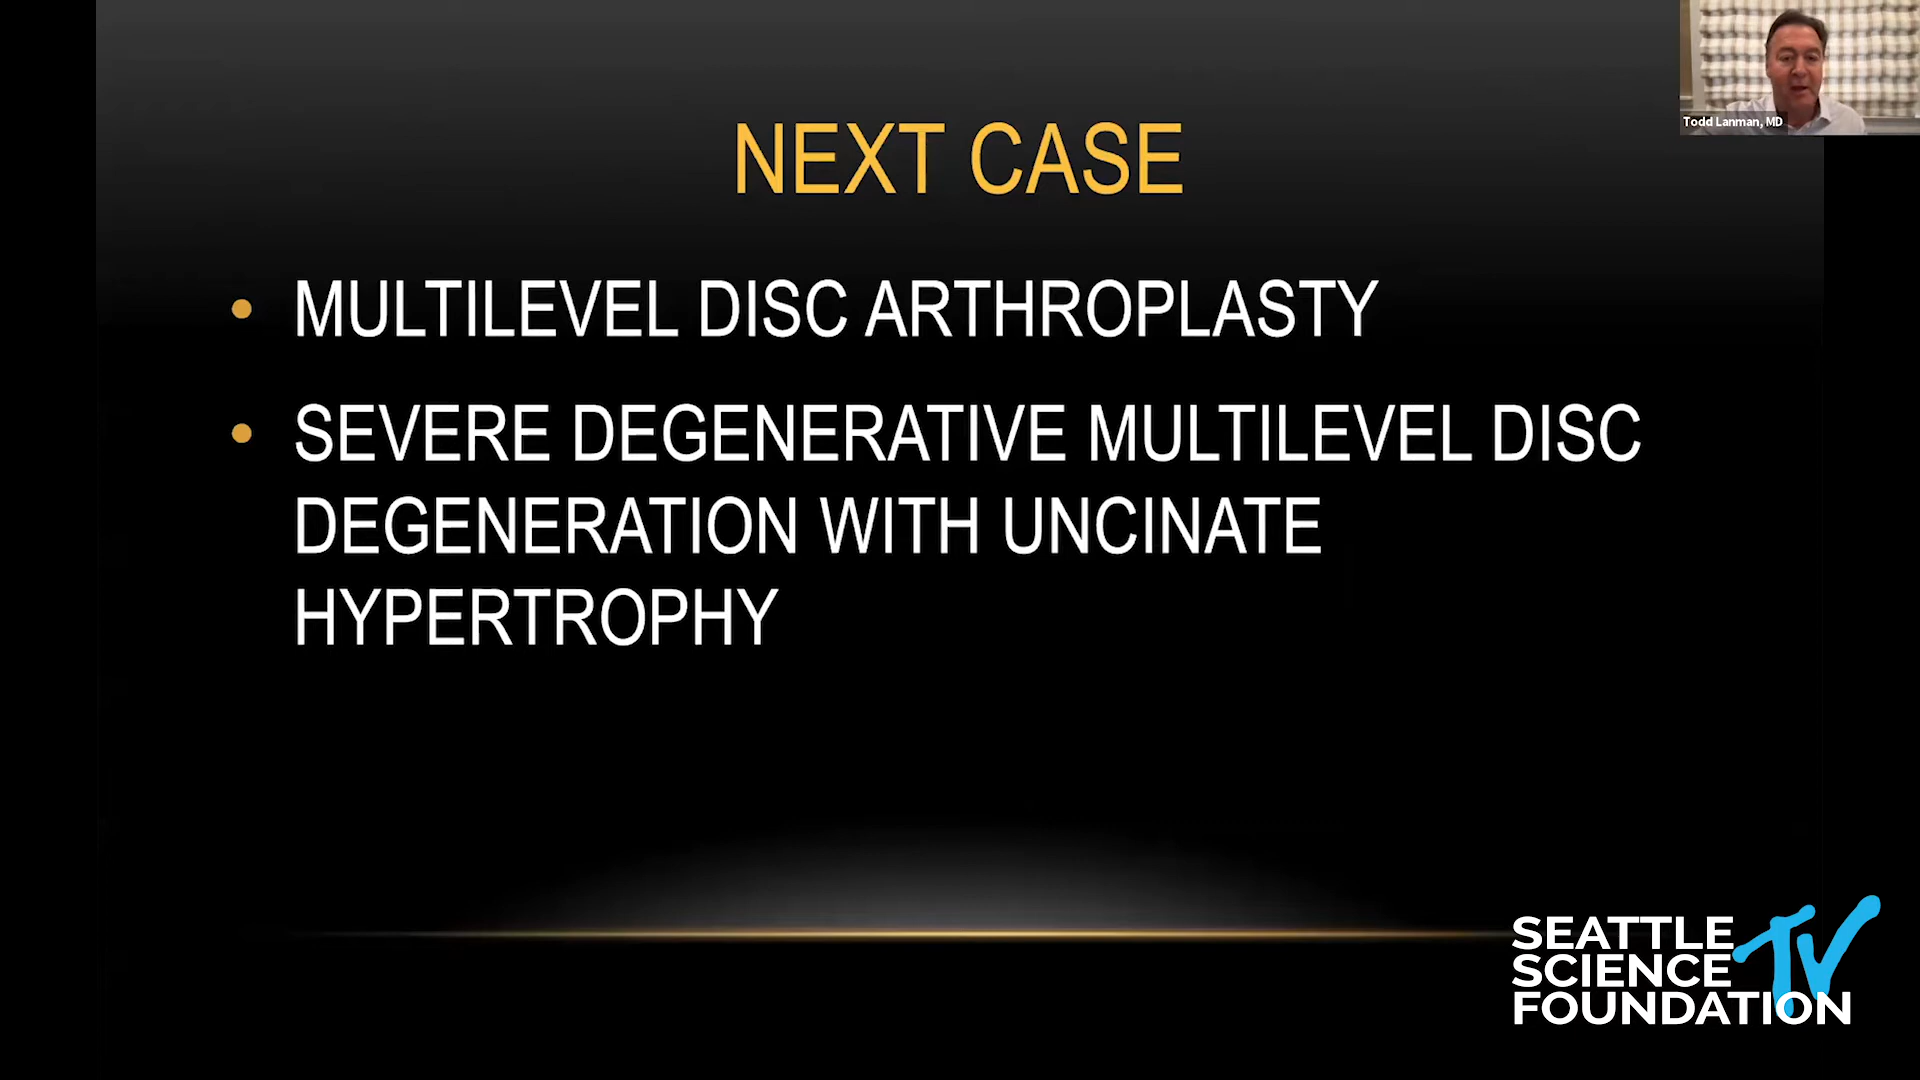 NEXT CASE
• MULTILEVEL DISC ARTHROPLASTY
• SEVERE DEGENERATIVE MULTILEVEL DISC
DEGENERATION WITH UNCINATE
HYPERTROPHY
Todd Lanman, MD
SEATTLE
SCIENCE
FOUNDATION
TV